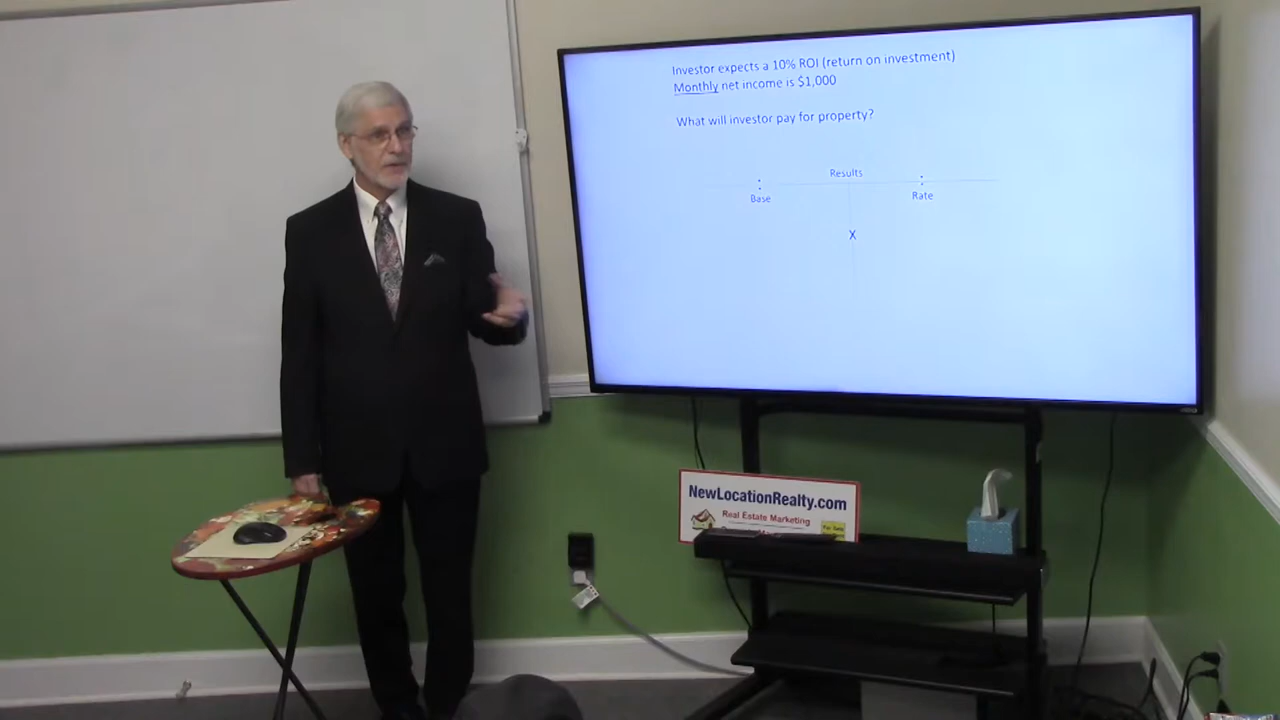 Investor expects a 10% ROI (return on investment)
Monthly net income is $1,000
What will investor pay for property?
Results
Base
Rate
X
NewLocationRealty.com
Real Estate Marketing